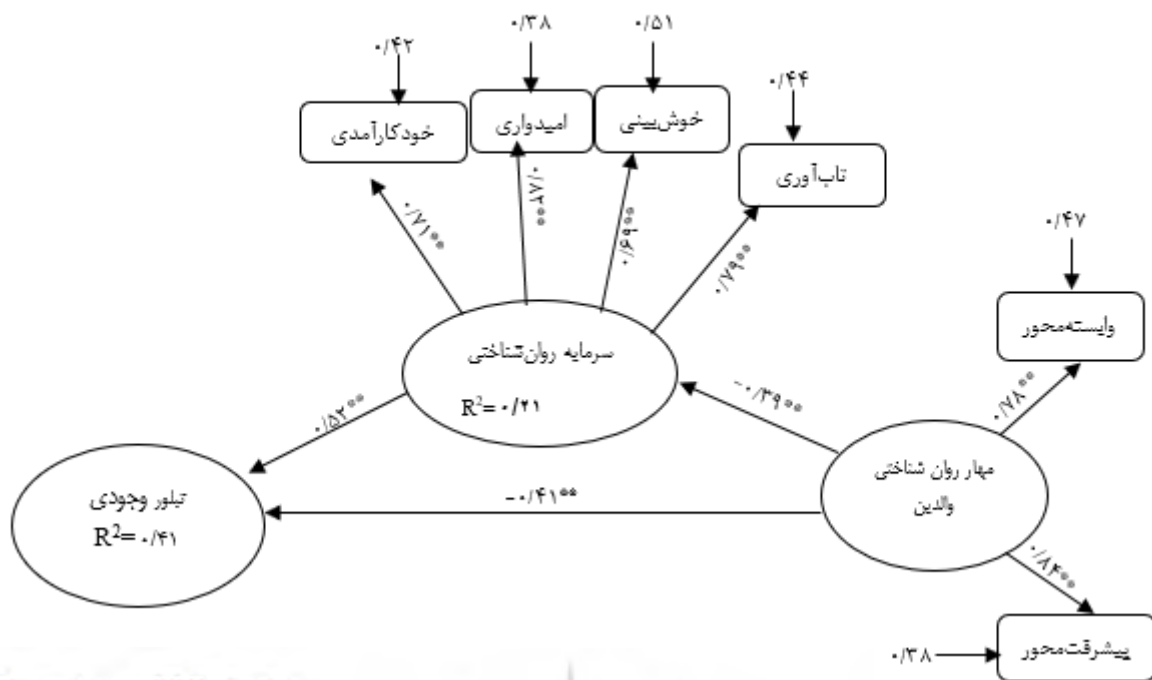 ۰/۴۲
۰/۳۸
۰/۵۱
۰/۴۴
خودکارآمدی
امیدواری
خوش‌بینی
تاب‌آوری
۰/۷۱**
۰/۸۲**
۰/۶۹**
۰/۷۹**
۰/۴۷
وابسته‌محور
۰/۷۸**
سرمایه روان‌شناختی
R²= ۰/۲۱
-۰/۳۹**
۰/۵۲**
مهار روان شناختی
والدین
تبلور وجودی
R²= ۰/۴۱
-۰/۴۱**
۰/۸۴**
پیشرفت‌محور
۰/۳۸